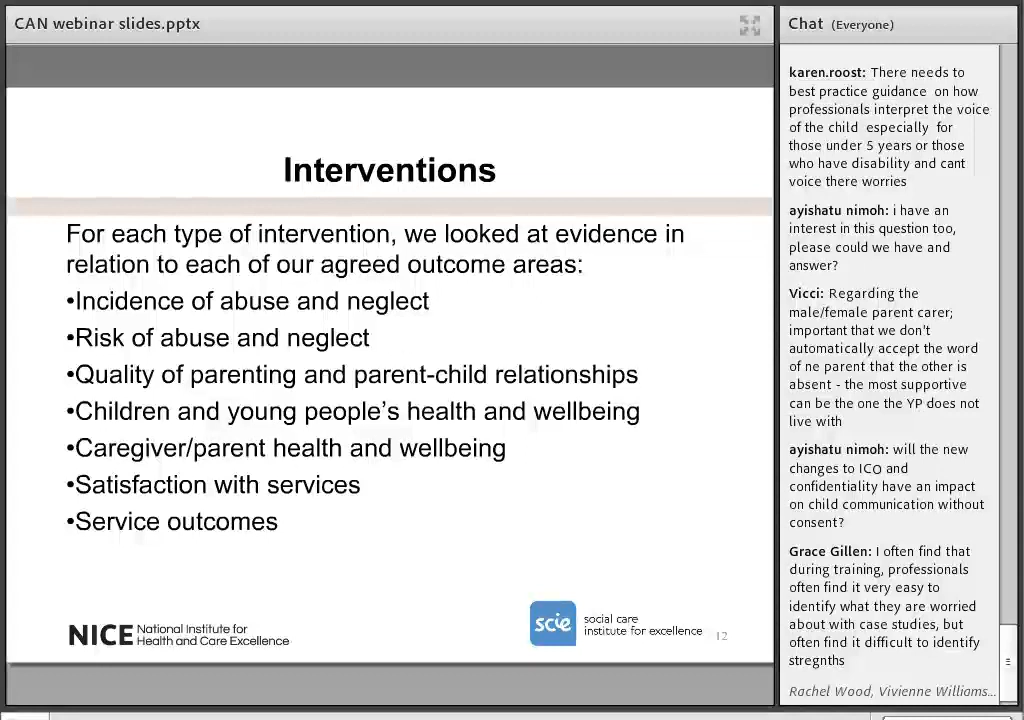 CAN webinar slides.pptx
Interventions
For each type of intervention, we looked at evidence in
relation to each of our agreed outcome areas:
•Incidence of abuse and neglect
•Risk of abuse and neglect
•Quality of parenting and parent-child relationships
•Children and young people’s health and wellbeing
•Caregiver/parent health and wellbeing
•Satisfaction with services
•Service outcomes
NICE National Institute for
Health and Care Excellence
scie social care
institute for excellence
12
Chat (Everyone)
karen.roost: There needs to
best practice guidance on how
professionals interpret the voice
of the child especially for
those under 5 years or those
who have disability and cant
voice there worries
ayishatu nimoh: i have an
interest in this question too,
please could we have and
answer?
Vicci: Regarding the
male/female parent carer;
important that we don't
automatically accept the word
of ne parent that the other is
absent - the most supportive
can be the one the YP does not
live with
ayishatu nimoh: will the new
changes to ICO and
confidentiality have an impact
on child communication without
consent?
Grace Gillen: I often find that
during training, professionals
often find it very easy to
identify what they are worried
about with case studies, but
often find it difficult to identify
stregnths
Rachel Wood, Vivienne Williams...